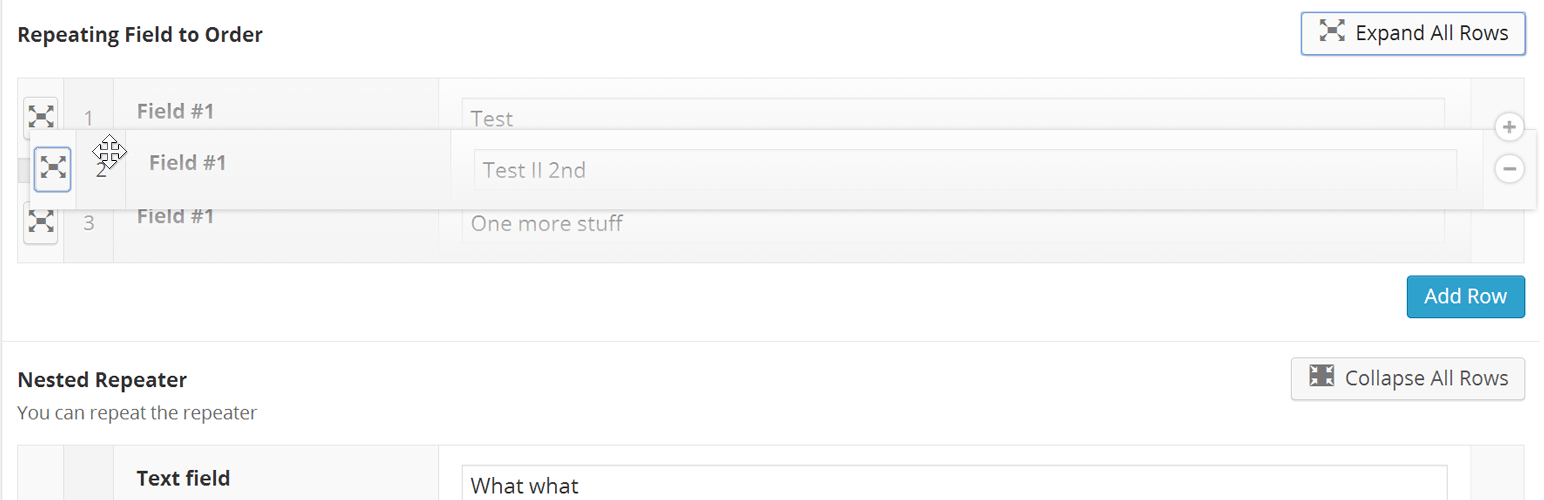 Repeating Field to Order
Expand All Rows
1 Field #1 Test
2 Field #1 Test II 2nd
3 Field #1 One more stuff
Add Row
Nested Repeater
Collapse All Rows
You can repeat the repeater
Text field What what